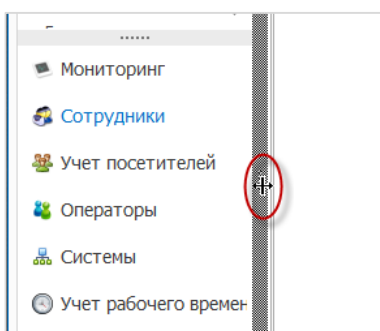 Мониторинг
Сотрудники
Учет посетителей
Операторы
Системы
Учет рабочего времен